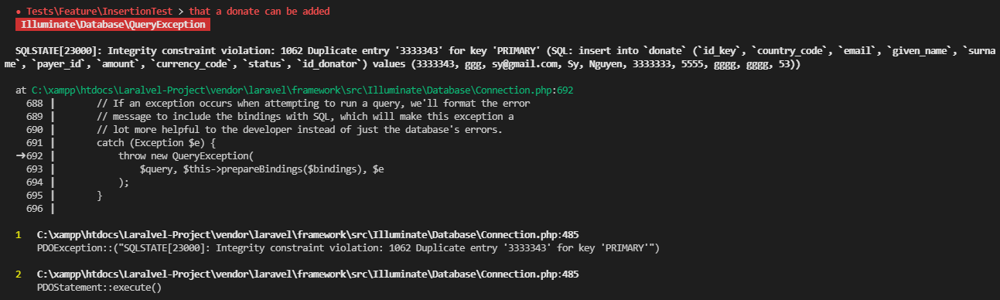 • Tests\Feature\InsertionTest > that a donate can be added
Illuminate\Database\QueryException
SQLSTATE[23000]: Integrity constraint violation: 1062 Duplicate entry '3333343' for key 'PRIMARY' (SQL: insert into `donate` (`id_key`, `country_code`, `email`, `given_name`, `surna
me`, `payer_id`, `amount`, `currency_code`, `status`, `id_donator`) values (3333343, ggg, sy@gmail.com, Sy, Nguyen, 3333333, 5555, gggg, gggg, 53))
at C:\xampp\htdocs\Laralvel-Project\vendor\laravel\framework\src\Illuminate\Database\Connection.php:692
688 | // If an exception occurs when attempting to run a query, we'll format the error
689 | // message to include the bindings with SQL, which will make this exception a
690 | // lot more helpful to the developer instead of just the database's errors.
691 | catch (Exception $e) {
➜692 | throw new QueryException(
693 | $query, $this->prepareBindings($bindings), $e
694 | );
695 | }
696 |
1 C:\xampp\htdocs\Laralvel-Project\vendor\laravel\framework\src\Illuminate\Database\Connection.php:485
PDOException::("SQLSTATE[23000]: Integrity constraint violation: 1062 Duplicate entry '3333343' for key 'PRIMARY'")
2 C:\xampp\htdocs\Laralvel-Project\vendor\laravel\framework\src\Illuminate\Database\Connection.php:485
PDOStatement::execute()